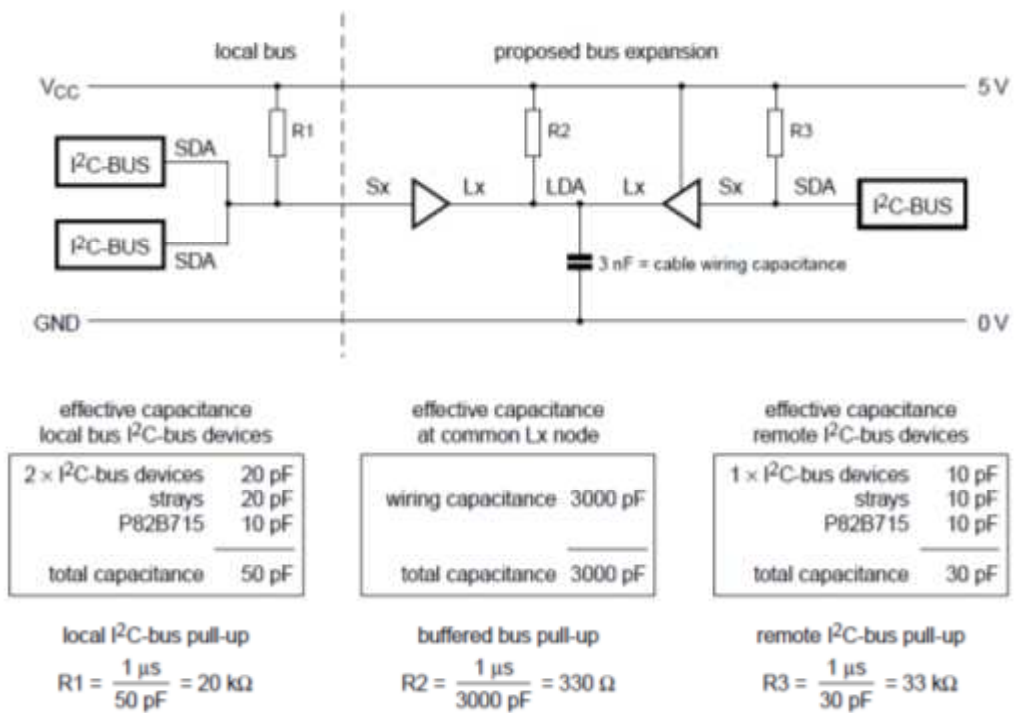 local bus
proposed bus expansion
VCC
5 V
R1
R2
R3
I²C-BUS
SDA
Sx
Lx
LDA
Lx
Sx
SDA
I²C-BUS
I²C-BUS
SDA
3 nF = cable wiring capacitance
GND
0 V
effective capacitance
local bus I²C-bus devices
2 × I²C-bus devices 20 pF
strays 20 pF
P82B715 10 pF
total capacitance 50 pF
local I²C-bus pull-up
R1 = 1 μs / 50 pF = 20 kΩ
effective capacitance
at common Lx node
wiring capacitance 3000 pF
total capacitance 3000 pF
buffered bus pull-up
R2 = 1 μs / 3000 pF = 330 Ω
effective capacitance
remote I²C-bus devices
1 × I²C-bus devices 10 pF
strays 10 pF
P82B715 10 pF
total capacitance 30 pF
remote I²C-bus pull-up
R3 = 1 μs / 30 pF = 33 kΩ